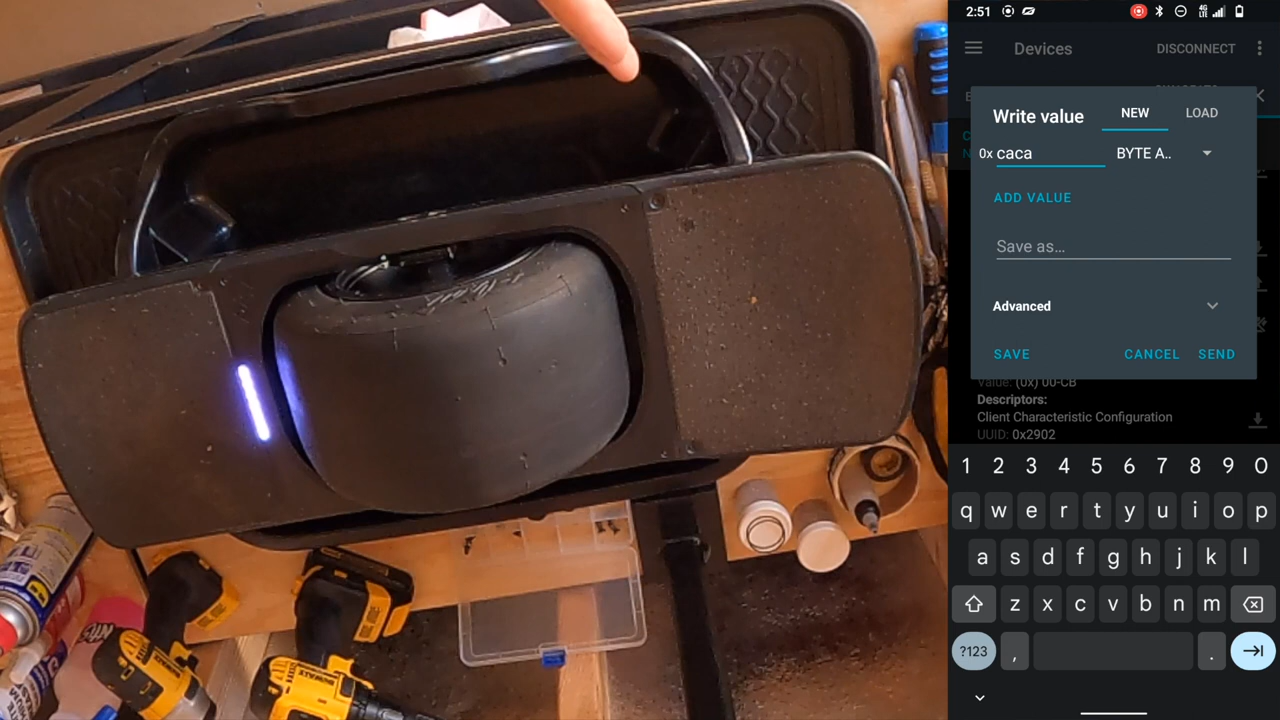 2:51
Devices
DISCONNECT
Write value
NEW
LOAD
0x caca
BYTE A..
ADD VALUE
Save as...
Advanced
SAVE
CANCEL
SEND
Value: (0x) 00-CB
Descriptors:
Client Characteristic Configuration
UUID: 0x2902
1 2 3 4 5 6 7 8 9 0
q w e r t y u i o p
a s d f g h j k l
z x c v b n m
?123 , .
DEWALT